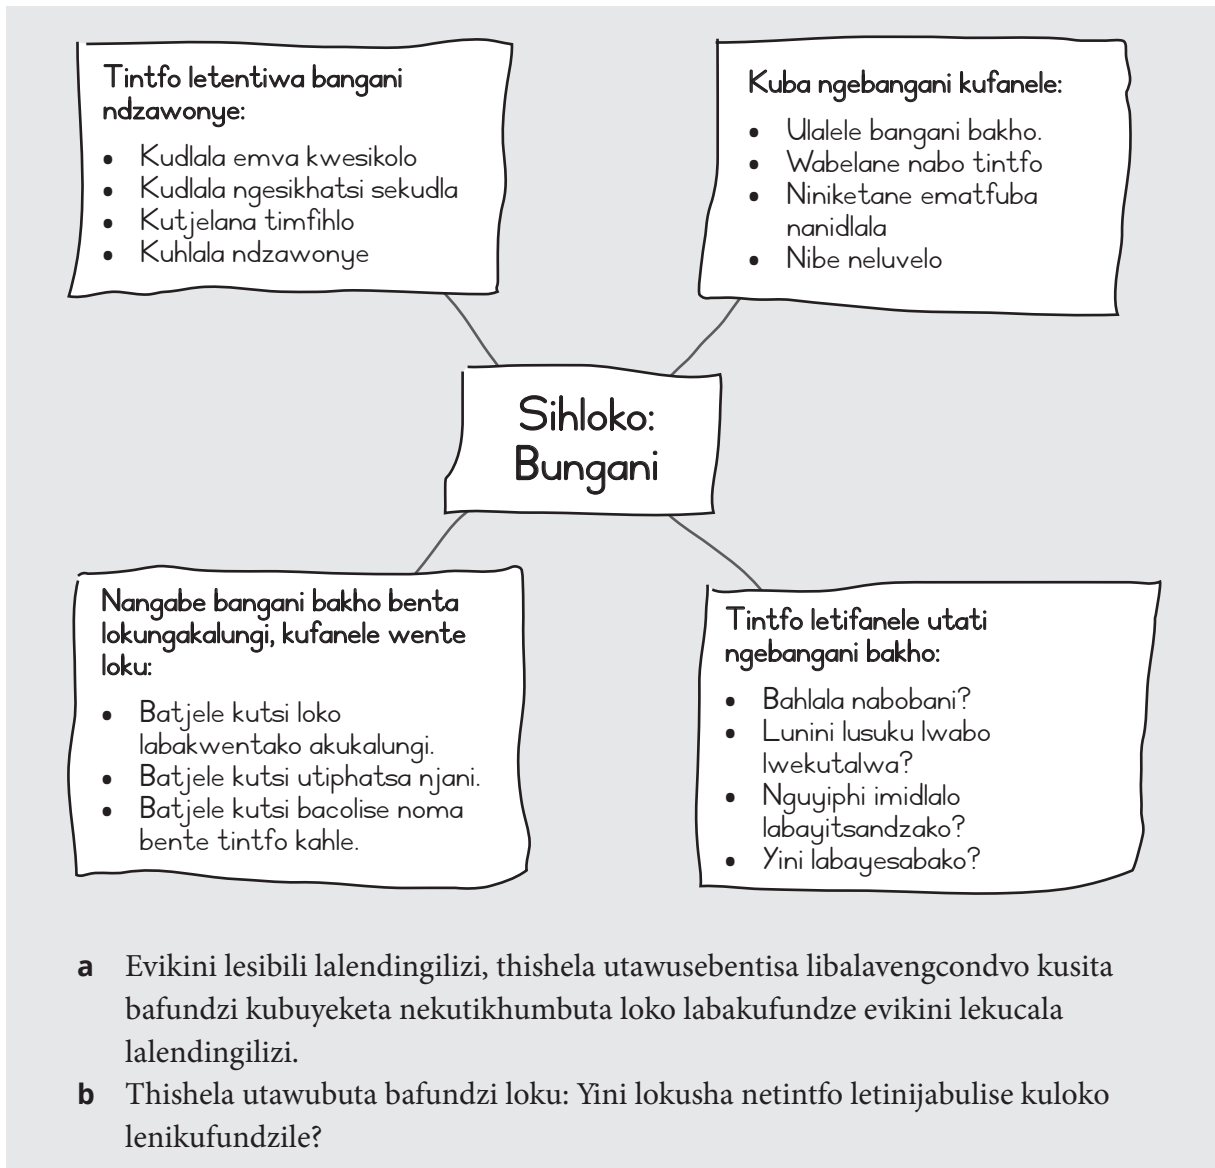 Tintfo letentiwa bangani
ndzawonye:
• Kudlala emva kwesikolo
• Kudlala ngesikhatsi sekudla
• Kutjelana timfihlo
• Kuhlala ndzawonye
Kuba ngebangani kufanele:
• Ulalele bangani bakho.
• Wabelane nabo tintfo
• Niniketane ematfuba
nanidlala
• Nibe neluvelo
Sihloko:
Bungani
Nangabe bangani bakho benta
lokungakalungi, kufanele wente
loku:
• Batjele kutsi loko
labakwentako akukalungi.
• Batjele kutsi utiphatsa njani.
• Batjele kutsi bacolise noma
bente tintfo kahle.
Tintfo letifanele utati
ngebangani bakho:
• Bahlala nabobani?
• Lunini lusuku lwabo
lwekutalwa?
• Nguyiphi imidlalo
labayitsandzako?
• Yini labayesabako?
a Evikini lesibili lalendingilizi, thishela utawusebentisa libalavengcondvo kusita
bafundzi kubuyeketa nekutikhumbuta loko labakufundze evikini lekucala
lalendingilizi.
b Thishela utawubuta bafundzi loku: Yini lokusha netintfo letinijabulise kuloko
lenikufundzile?